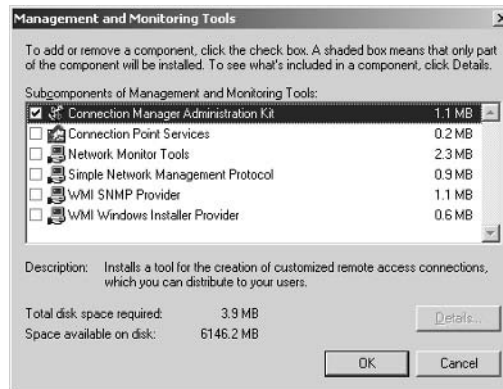 Management and Monitoring Tools
To add or remove a component, click the check box. A shaded box means that only part
of the component will be installed. To see what's included in a component, click Details.
Subcomponents of Management and Monitoring Tools:
Connection Manager Administration Kit 1.1 MB
Connection Point Services 0.2 MB
Network Monitor Tools 2.3 MB
Simple Network Management Protocol 0.9 MB
WMI SNMP Provider 1.1 MB
WMI Windows Installer Provider 0.6 MB
Description: Installs a tool for the creation of customized remote access connections,
which you can distribute to your users.
Total disk space required: 3.9 MB
Space available on disk: 6146.2 MB
Details...
OK Cancel